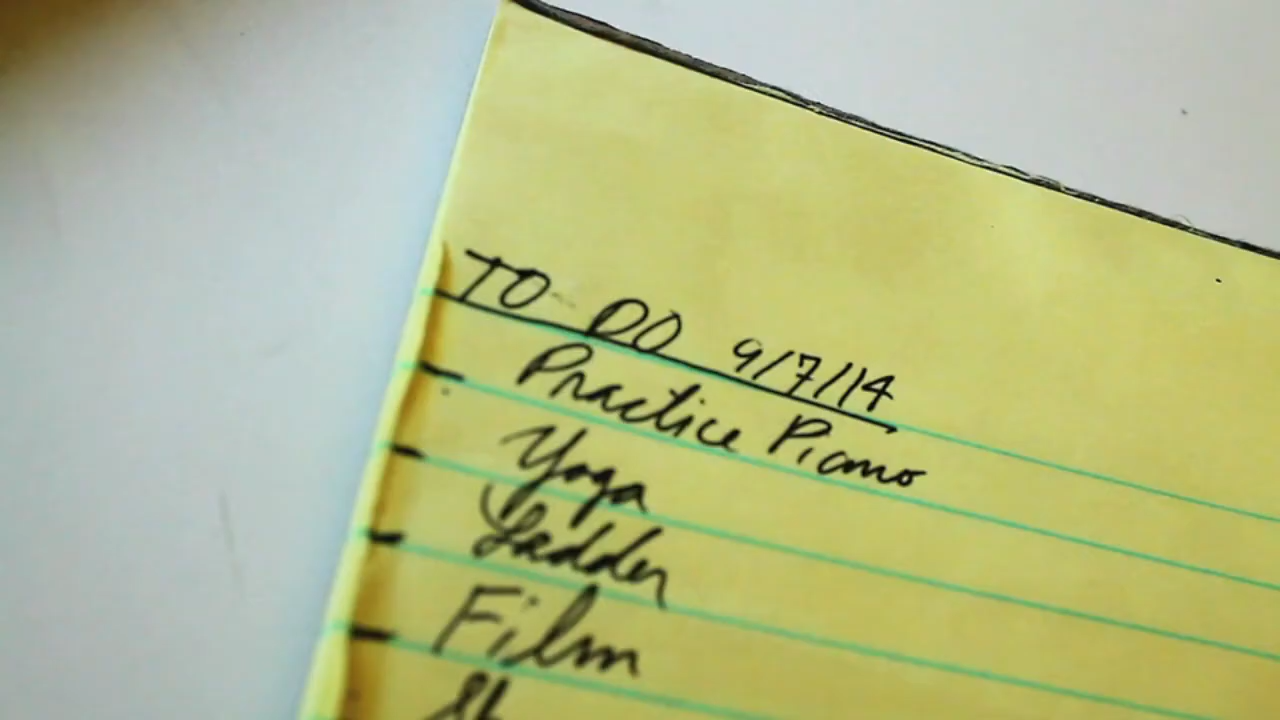 TO DO 9/7/14
- Practice Piano
- Yoga
- Ladder
- Film